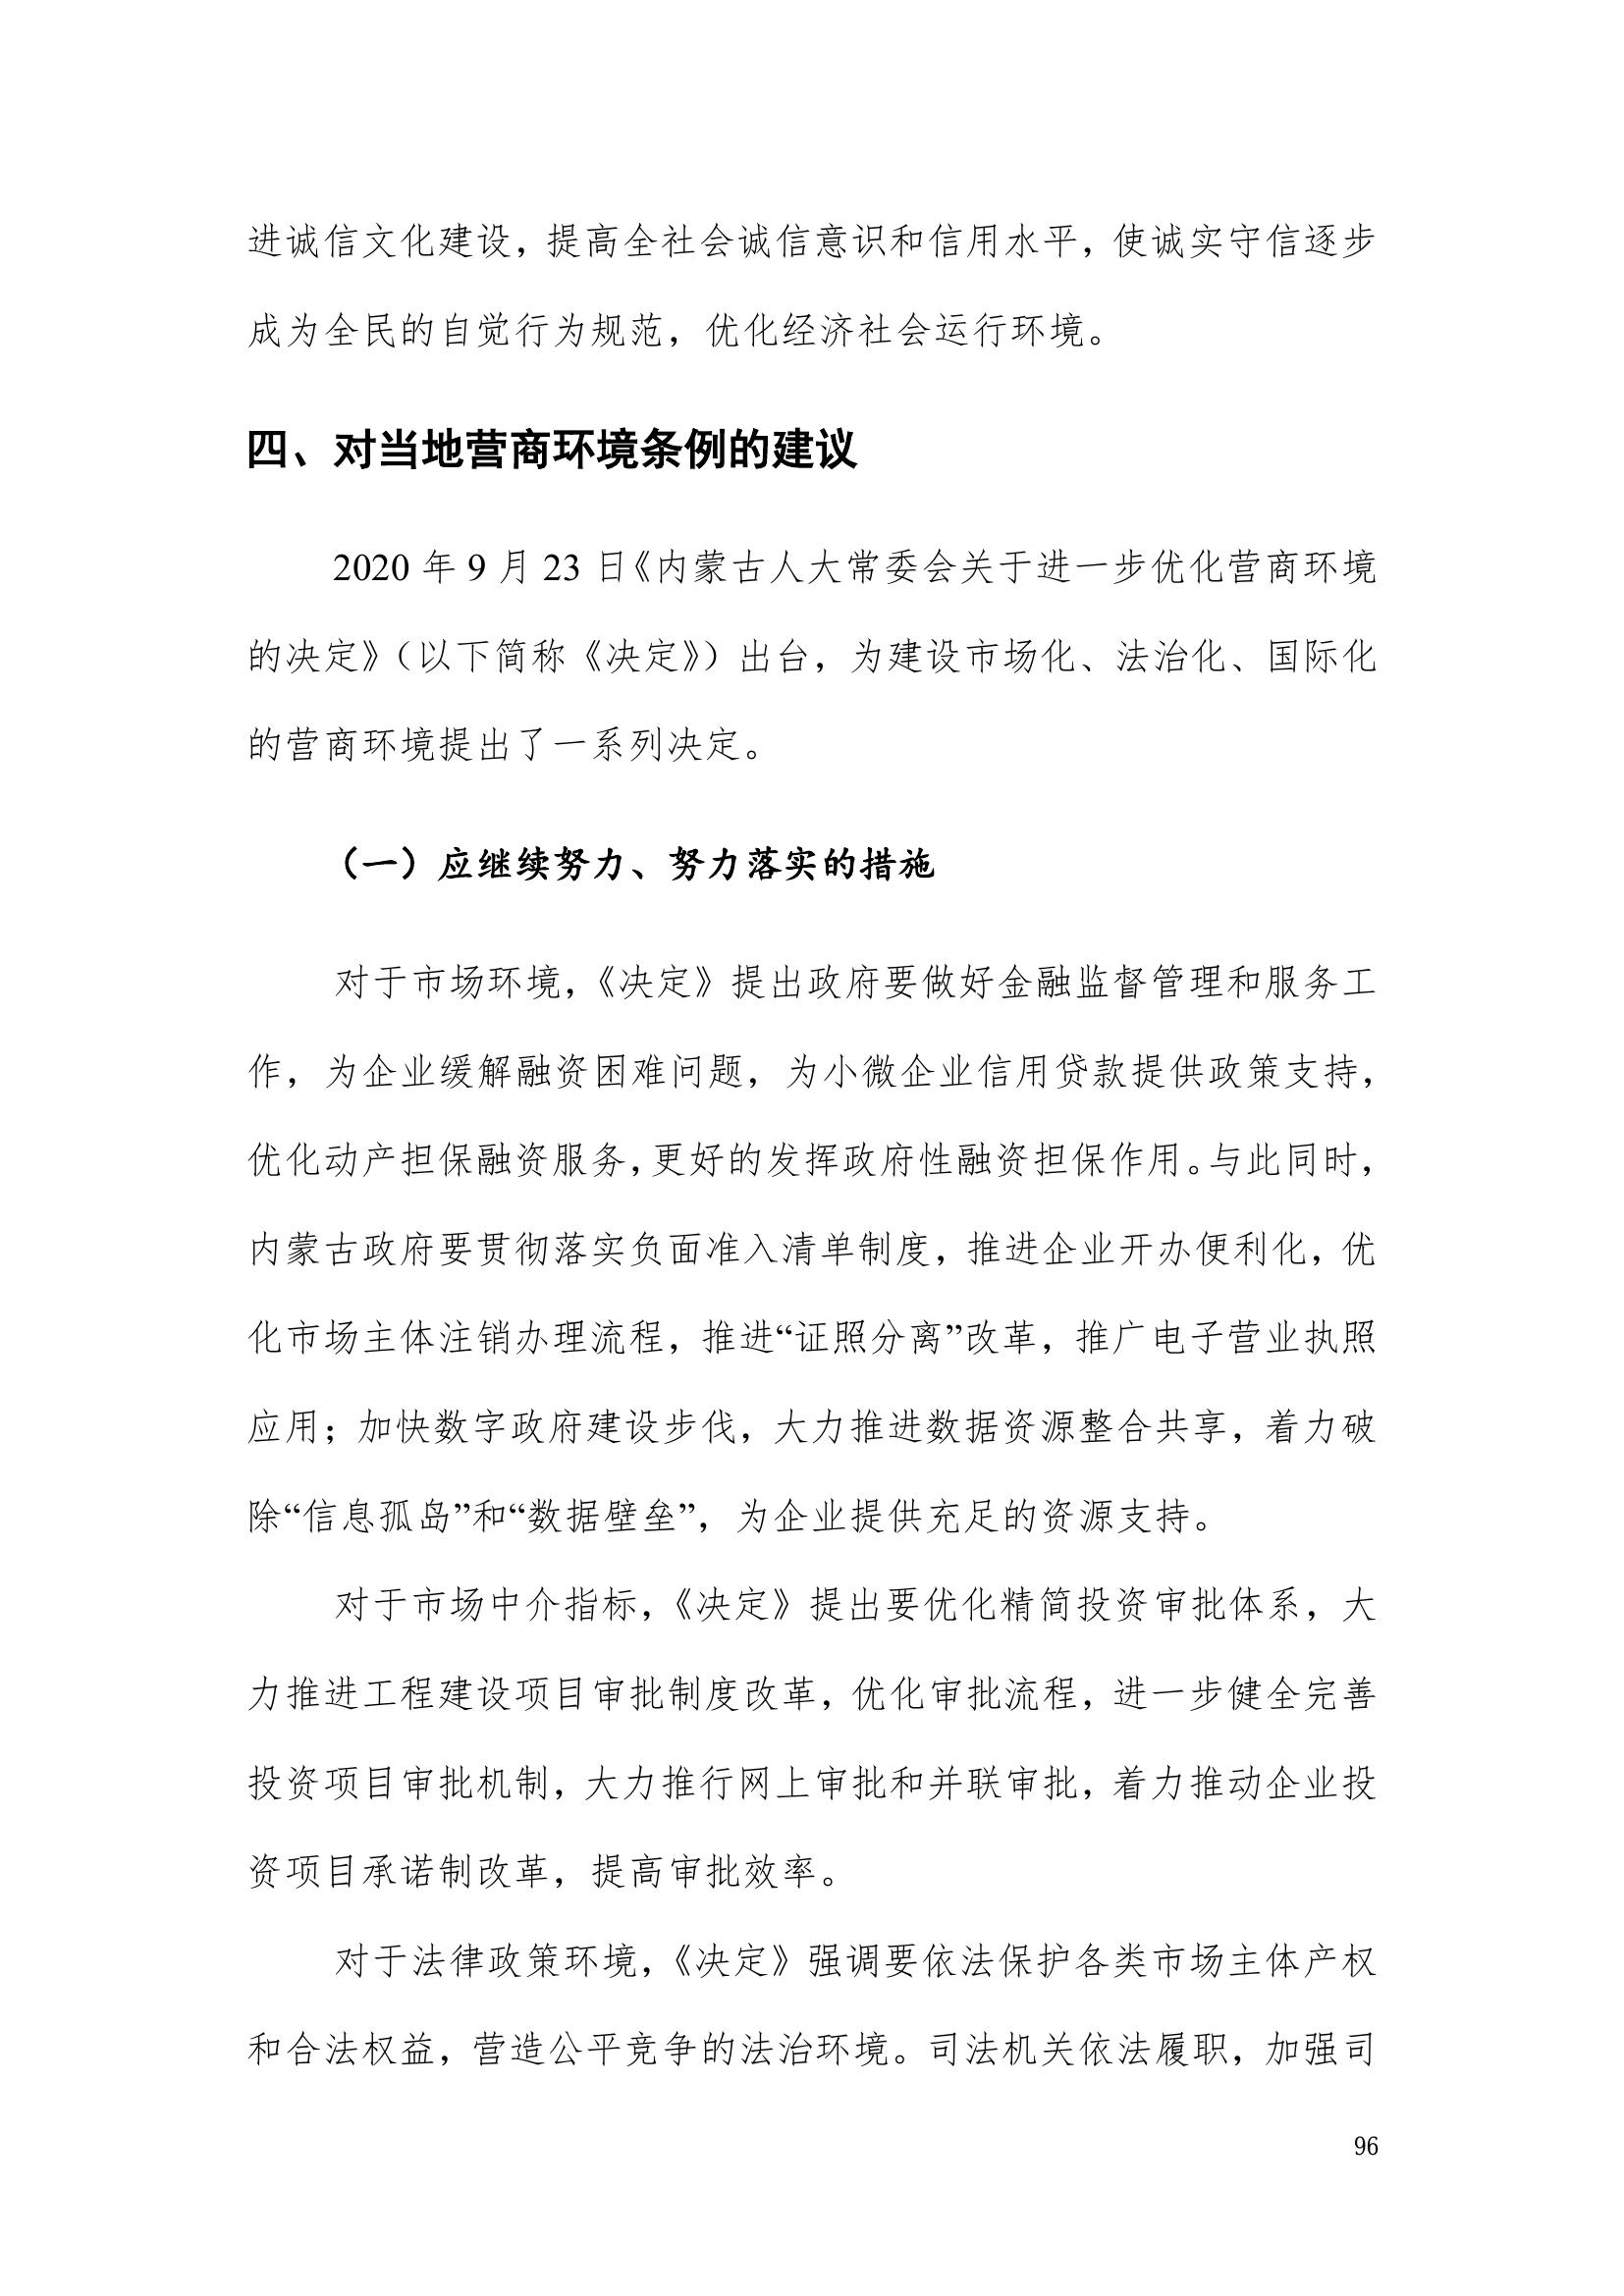 进诚信文化建设，提高全社会诚信意识和信用水平，使诚实守信逐步
成为全民的自觉行为规范，优化经济社会运行环境。
四、对当地营商环境条例的建议
2020 年 9 月 23 日《内蒙古人大常委会关于进一步优化营商环境
的决定》（以下简称《决定》）出台，为建设市场化、法治化、国际化
的营商环境提出了一系列决定。
（一）应继续努力、努力落实的措施
对于市场环境，《决定》提出政府要做好金融监督管理和服务工
作，为企业缓解融资困难问题，为小微企业信用贷款提供政策支持，
优化动产担保融资服务，更好的发挥政府性融资担保作用。与此同时，
内蒙古政府要贯彻落实负面准入清单制度，推进企业开办便利化，优
化市场主体注销办理流程，推进“证照分离”改革，推广电子营业执照
应用；加快数字政府建设步伐，大力推进数据资源整合共享，着力破
除“信息孤岛”和“数据壁垒”，为企业提供充足的资源支持。
对于市场中介指标，《决定》提出要优化精简投资审批体系，大
力推进工程建设项目审批制度改革，优化审批流程，进一步健全完善
投资项目审批机制，大力推行网上审批和并联审批，着力推动企业投
资项目承诺制改革，提高审批效率。
对于法律政策环境，《决定》强调要依法保护各类市场主体产权
和合法权益，营造公平竞争的法治环境。司法机关依法履职，加强司
96